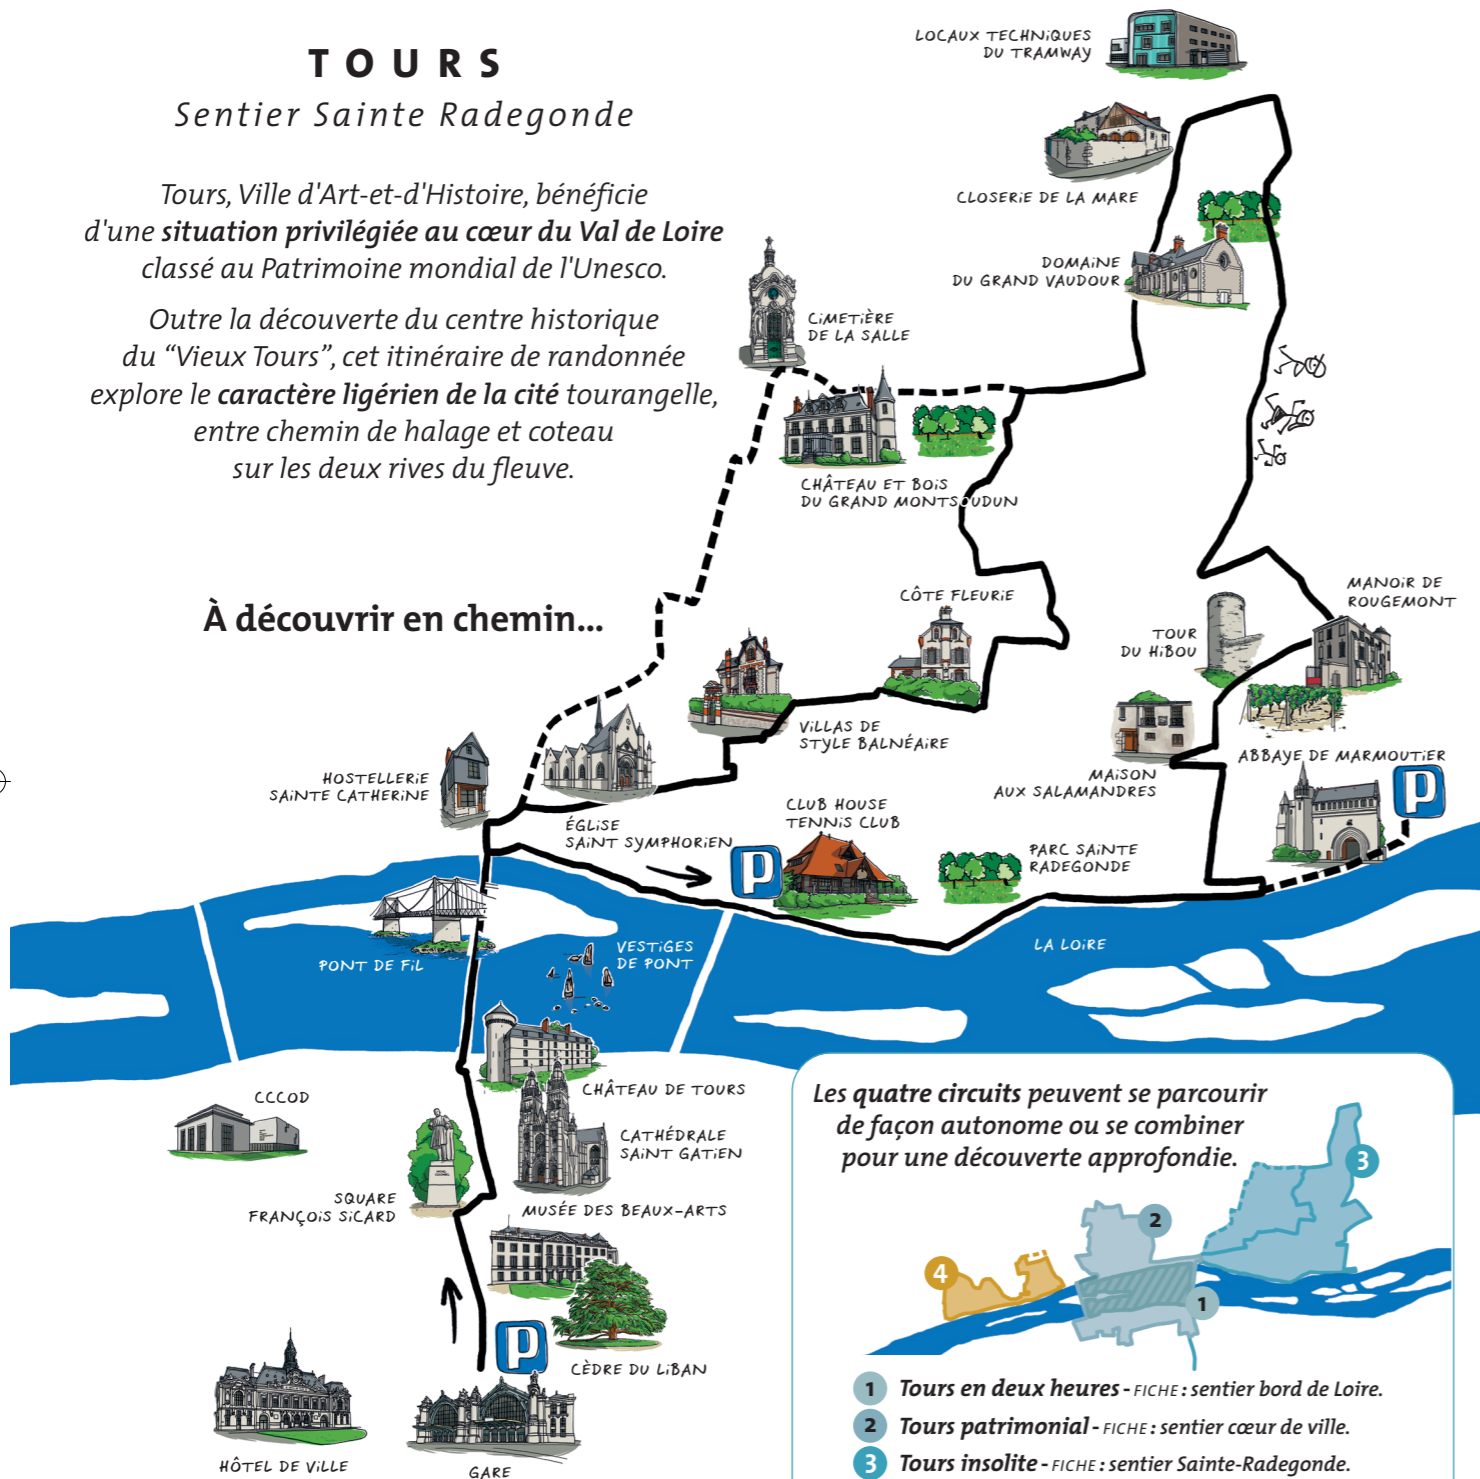 TOURS
Sentier Sainte Radegonde
Tours, Ville d'Art-et-d'Histoire, bénéficie
d'une situation privilégiée au cœur du Val de Loire
classé au Patrimoine mondial de l'Unesco.
Outre la découverte du centre historique
du “Vieux Tours”, cet itinéraire de randonnée
explore le caractère ligérien de la cité tourangelle,
entre chemin de halage et coteau
sur les deux rives du fleuve.
À découvrir en chemin...
LOCAUX TECHNiQUES
DU TRAMWAY
CLOSERiE DE LA MARE
DOMAiNE
DU GRAND VAUDOUR
CiMETiÈRE
DE LA SALLE
CHÂTEAU ET BOiS
DU GRAND MONTSOUDUN
CÔTE FLEURiE
MANOiR DE
ROUGEMONT
TOUR
DU HiBOU
ViLLAS DE
STYLE BALNÉAiRE
MAiSON
AUX SALAMANDRES
ABBAYE DE MARMOUTiER
P
HOSTELLERiE
SAiNTE CATHERiNE
ÉGLiSE
SAiNT SYMPHORiEN
CLUB HOUSE
TENNiS CLUB
P
PARC SAiNTE
RADEGONDE
LA LOiRE
PONT DE FiL
VESTiGES
DE PONT
CHÂTEAU DE TOURS
CCCOD
CATHÉDRALE
SAiNT GATiEN
SQUARE
FRANÇOiS SiCARD
MUSÉE DES BEAUX-ARTS
P
CÈDRE DU LiBAN
HÔTEL DE ViLLE
GARE
Les quatre circuits peuvent se parcourir
de façon autonome ou se combiner
pour une découverte approfondie.
3
2
4
1
1 Tours en deux heures - FICHE : sentier bord de Loire.
2 Tours patrimonial - FICHE : sentier cœur de ville.
3 Tours insolite - FICHE : sentier Sainte-Radegonde.